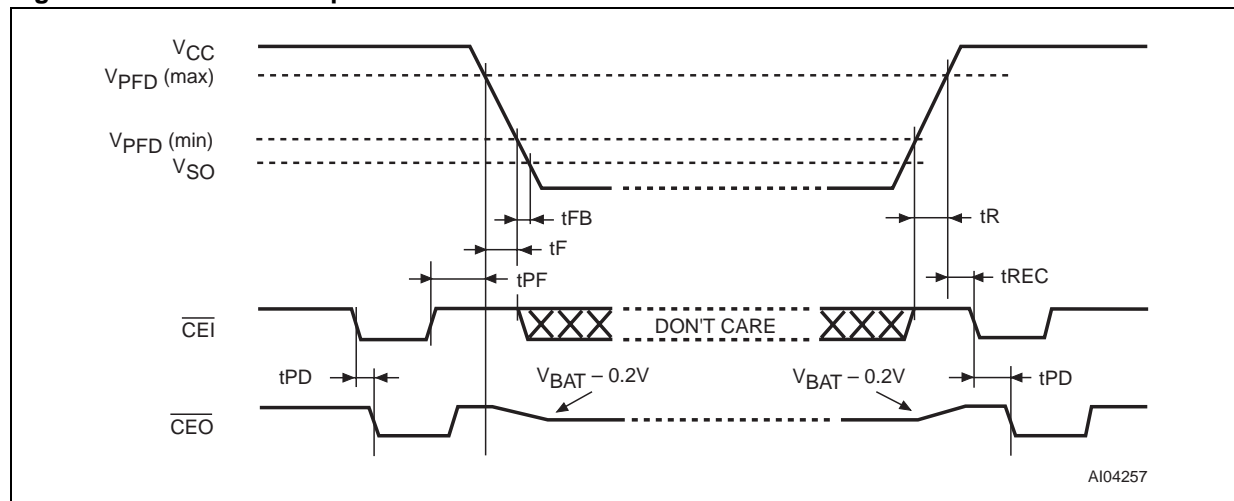 VCC
VPFD (max)
VPFD (min)
VSO
tFB
tR
tF
tPF
tREC
CEI
DON'T CARE
tPD
VBAT – 0.2V
VBAT – 0.2V
tPD
CEO
AI04257